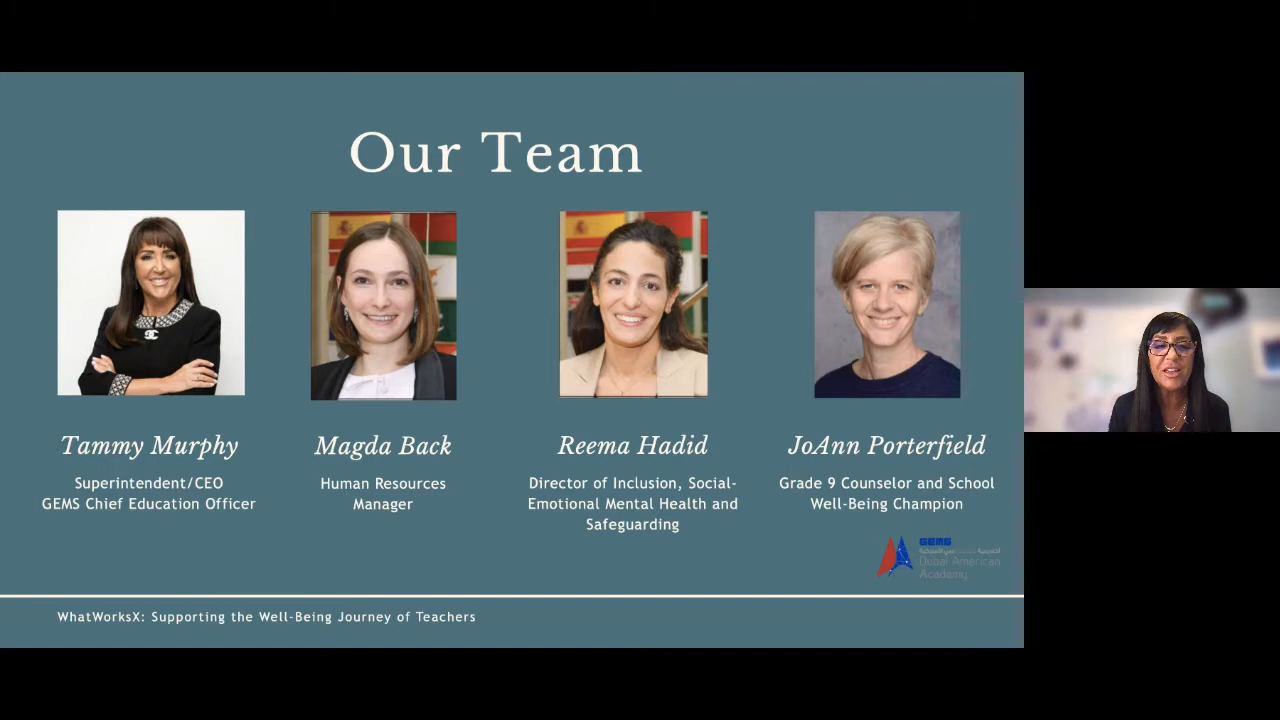 Our Team
Tammy Murphy
Superintendent/CEO
GEMS Chief Education Officer
Magda Back
Human Resources
Manager
Reema Hadid
Director of Inclusion, Social-
Emotional Mental Health and
Safeguarding
JoAnn Porterfield
Grade 9 Counselor and School
Well-Being Champion
GEMS
Dubai American
Academy
WhatWorksX: Supporting the Well-Being Journey of Teachers